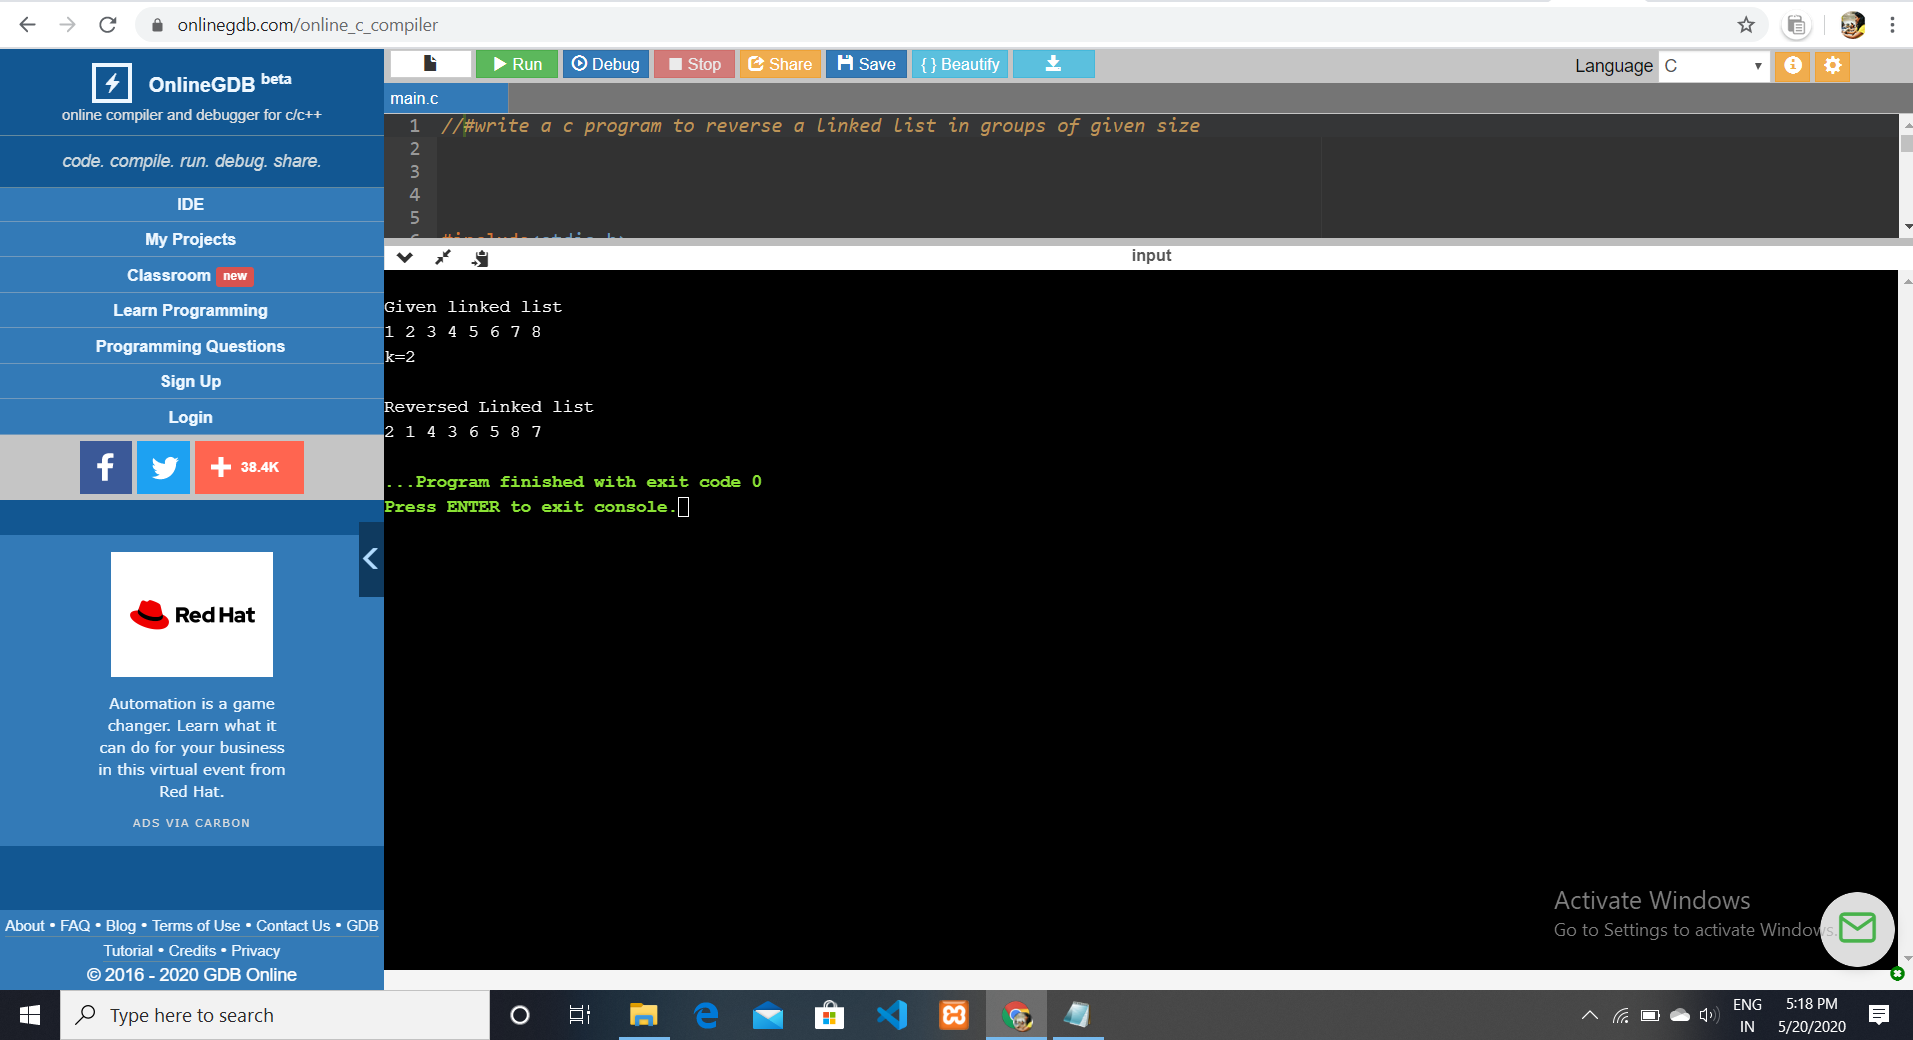 onlinegdb.com/online_c_compiler
OnlineGDB beta
online compiler and debugger for c/c++
code. compile. run. debug. share.
IDE
My Projects
Classroom new
Learn Programming
Programming Questions
Sign Up
Login
38.4K
Red Hat
Automation is a game
changer. Learn what it
can do for your business
in this virtual event from
Red Hat.
ADS VIA CARBON
About • FAQ • Blog • Terms of Use • Contact Us • GDB
Tutorial • Credits • Privacy
© 2016 - 2020 GDB Online
Run Debug Stop Share Save { } Beautify
Language C
main.c
1 //#write a c program to reverse a linked list in groups of given size
2
3
4
5
6 #include<stdio.h>
input
Given linked list
1 2 3 4 5 6 7 8
k=2
Reversed Linked list
2 1 4 3 6 5 8 7
...Program finished with exit code 0
Press ENTER to exit console.
Activate Windows
Go to Settings to activate Windows.
Type here to search
ENG
IN
5:18 PM
5/20/2020